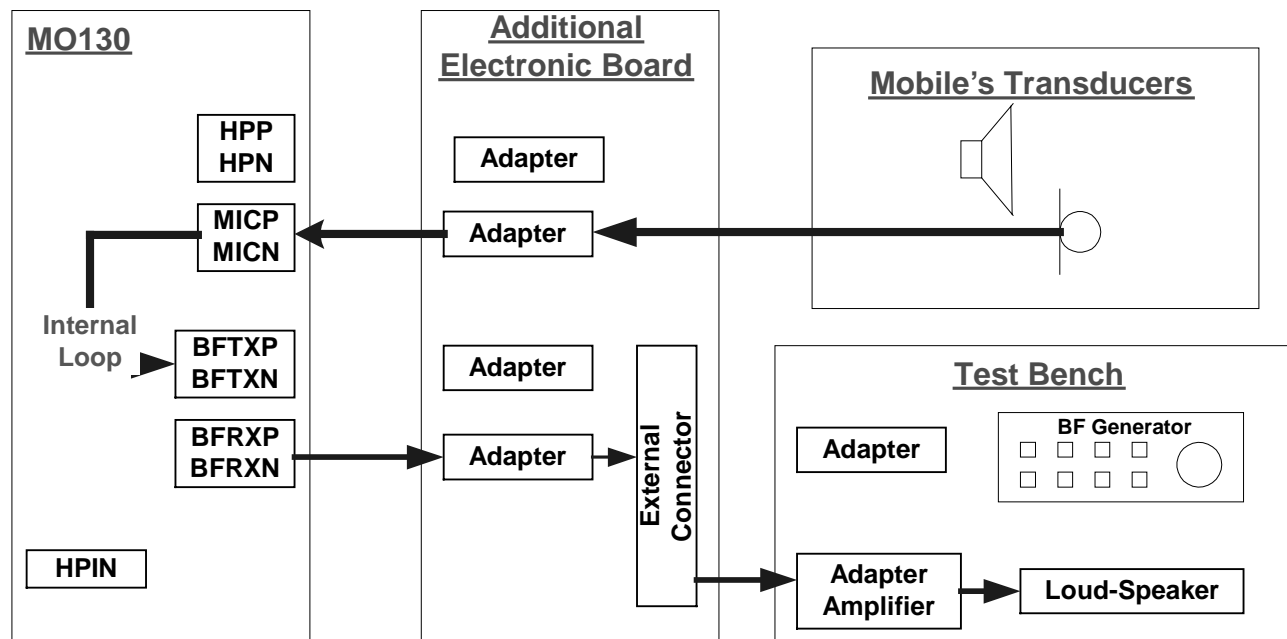 MO130
HPP
HPN
MICP
MICN
Internal
Loop
BFTXP
BFTXN
BFRXP
BFRXN
HPIN
Additional
Electronic Board
Adapter
Adapter
Adapter
Adapter
External
Connector
Mobile's Transducers
Test Bench
BF Generator
Adapter
Adapter
Amplifier
Loud-Speaker